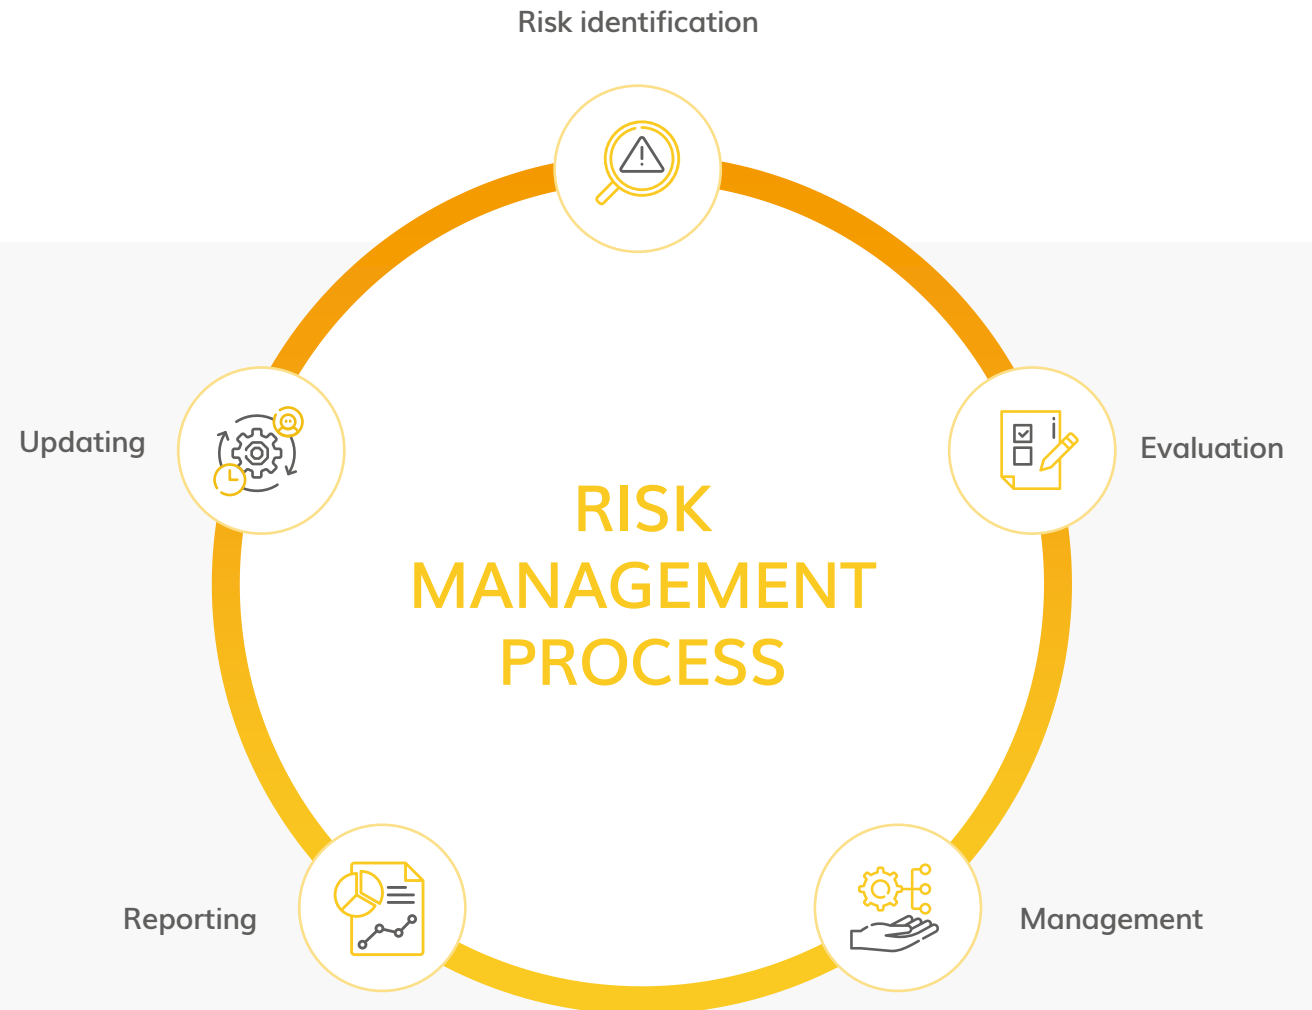 Risk identification
Updating
Evaluation
RISK
MANAGEMENT
PROCESS
Reporting
Management